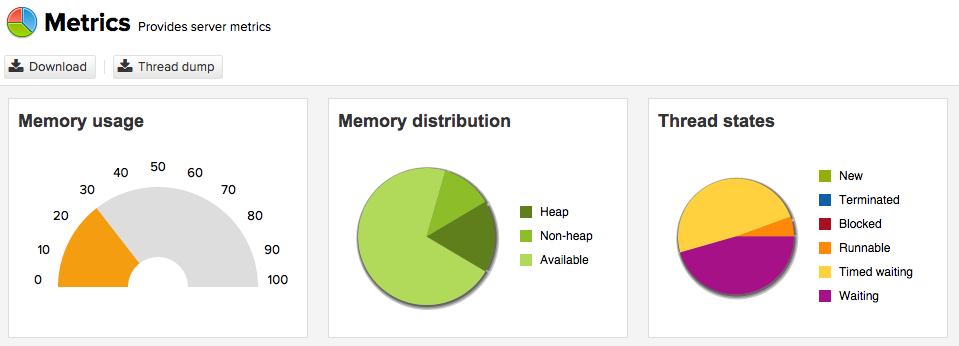 Metrics Provides server metrics
Download Thread dump
Memory usage
0
10
20
30
40
50
60
70
80
90
100
Memory distribution
Heap
Non-heap
Available
Thread states
New
Terminated
Blocked
Runnable
Timed waiting
Waiting